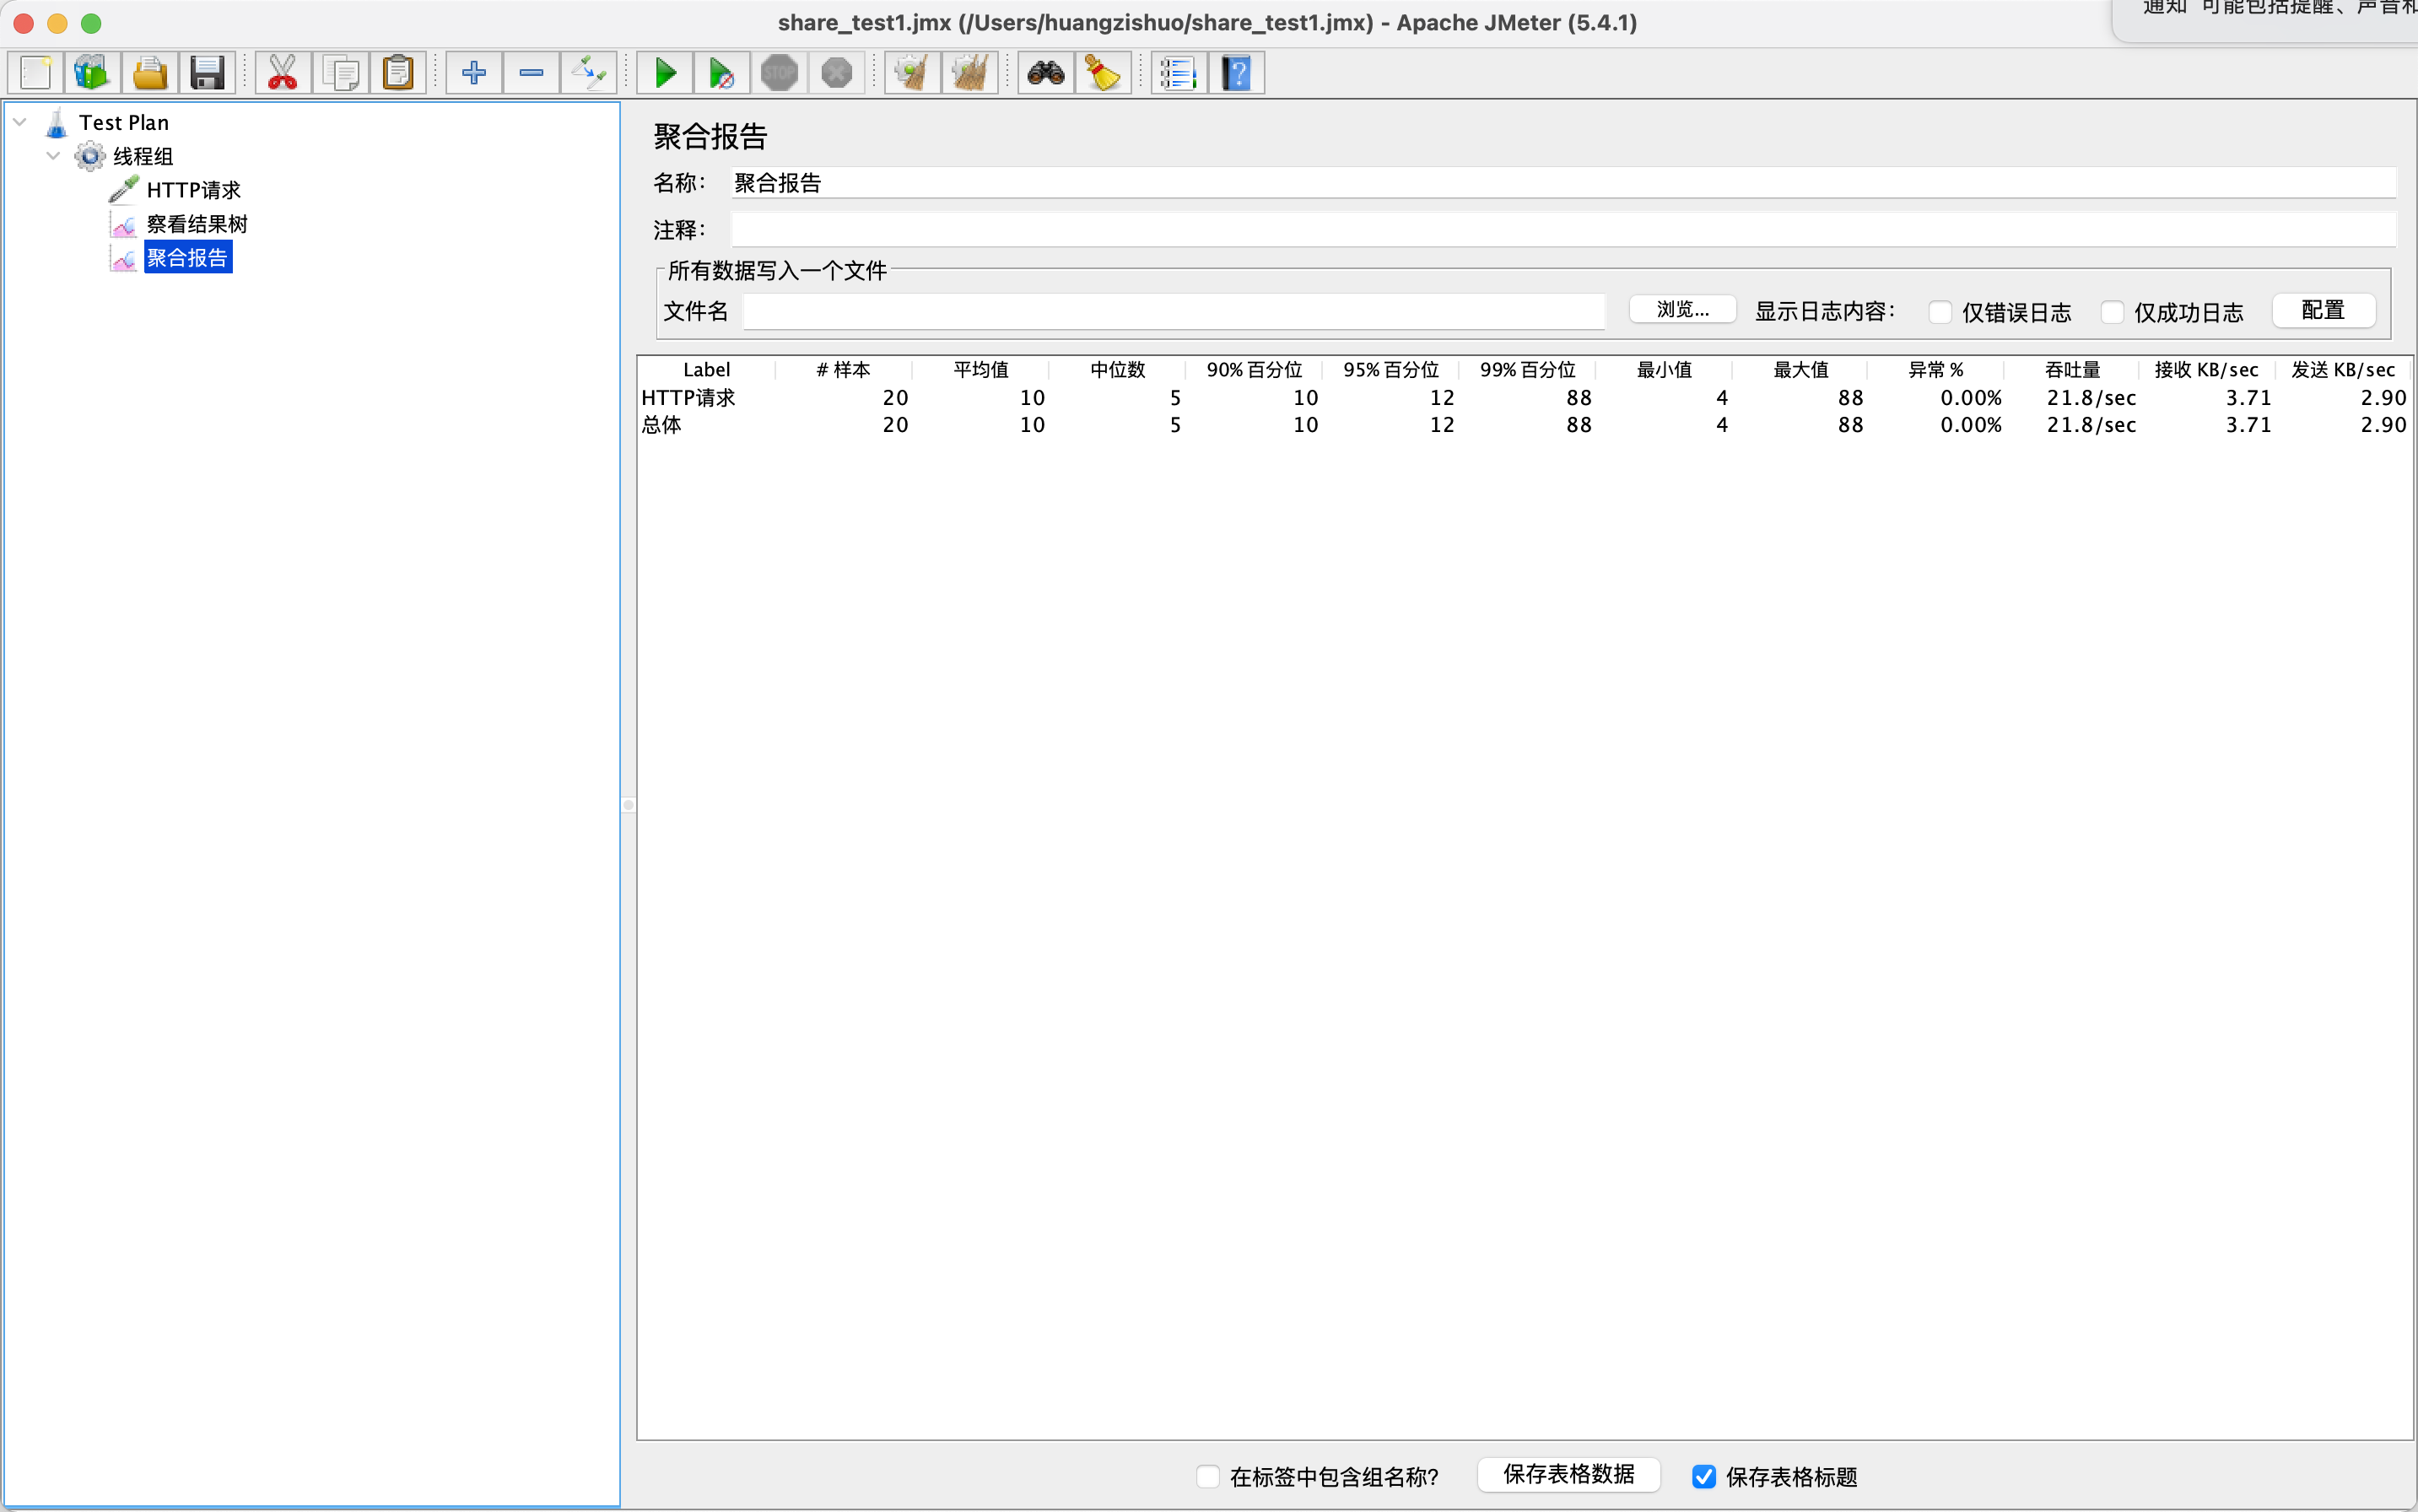 share_test1.jmx (/Users/huangzishuo/share_test1.jmx) - Apache JMeter (5.4.1)
通知 可能包括提醒、声音和
STOP
Test Plan
线程组
HTTP请求
察看结果树
聚合报告
聚合报告
名称： 聚合报告
注释：
所有数据写入一个文件
文件名 浏览... 显示日志内容： 仅错误日志 仅成功日志 配置
Label # 样本 平均值 中位数 90% 百分位 95% 百分位 99% 百分位 最小值 最大值 异常 % 吞吐量 接收 KB/sec 发送 KB/sec
HTTP请求 20 10 5 10 12 88 4 88 0.00% 21.8/sec 3.71 2.90
总体 20 10 5 10 12 88 4 88 0.00% 21.8/sec 3.71 2.90
在标签中包含组名称? 保存表格数据 保存表格标题